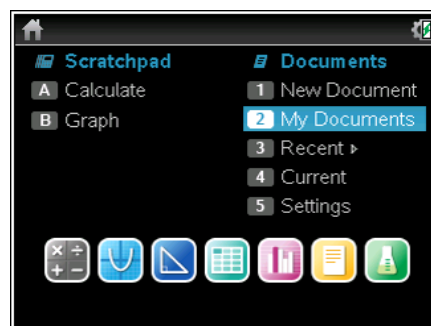 Scratchpad
A Calculate
B Graph
Documents
1 New Document
2 My Documents
3 Recent ▸
4 Current
5 Settings